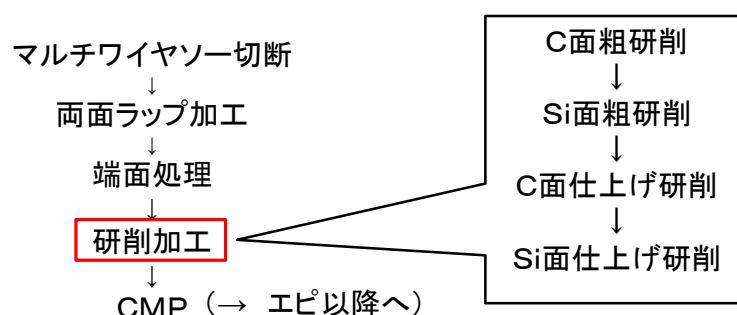 マルチワイヤソー切断
↓
両面ラップ加工
↓
端面処理
↓
研削加工
↓
CMP (→ エピ以降へ)
C面粗研削
↓
Si面粗研削
↓
C面仕上げ研削
↓
Si面仕上げ研削